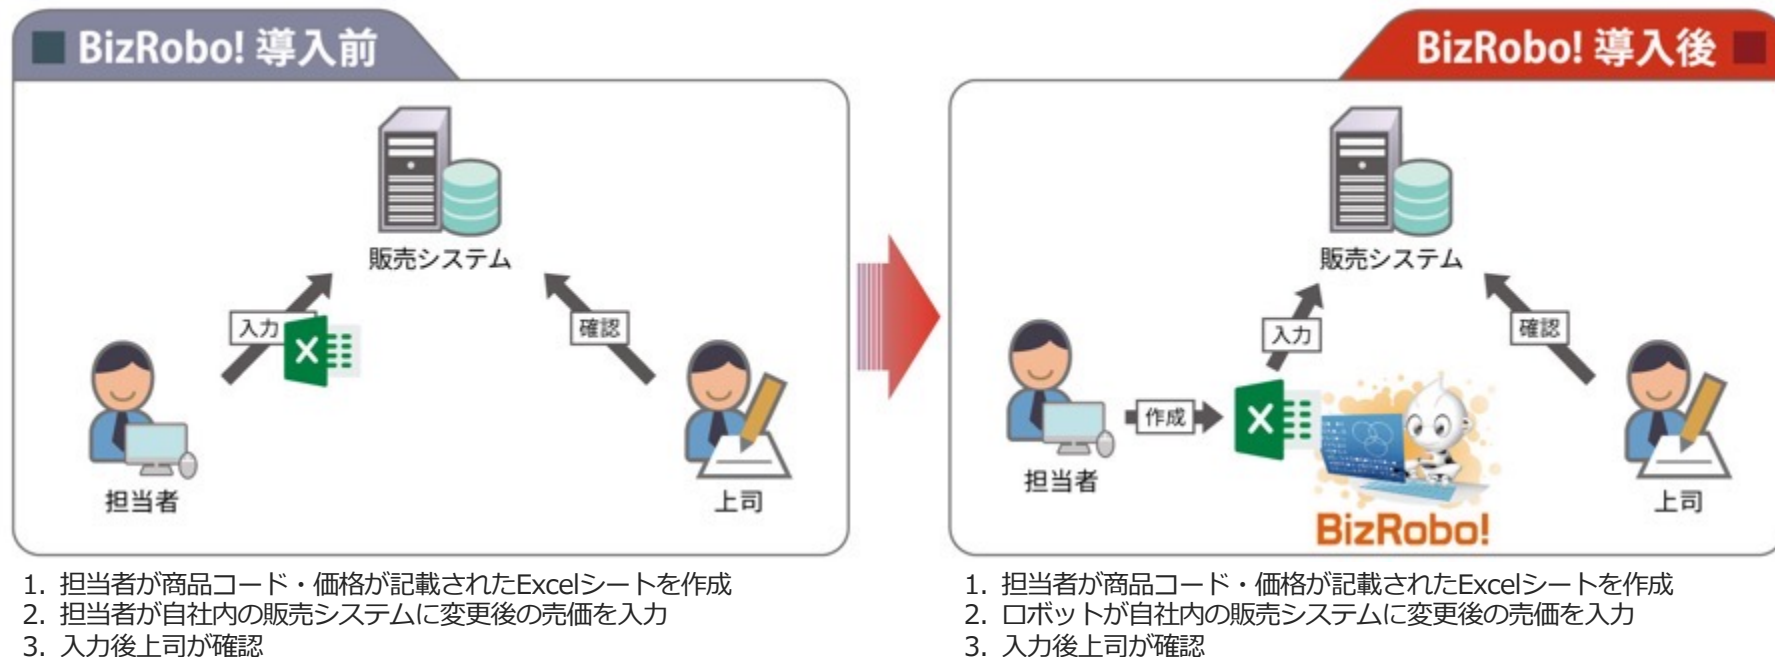 BizRobo! 導入前
販売システム
入力
確認
担当者
上司
1. 担当者が商品コード・価格が記載されたExcelシートを作成
2. 担当者が自社内の販売システムに変更後の売価を入力
3. 入力後上司が確認
BizRobo! 導入後
販売システム
入力
確認
作成
担当者
BizRobo!
上司
1. 担当者が商品コード・価格が記載されたExcelシートを作成
2. ロボットが自社内の販売システムに変更後の売価を入力
3. 入力後上司が確認